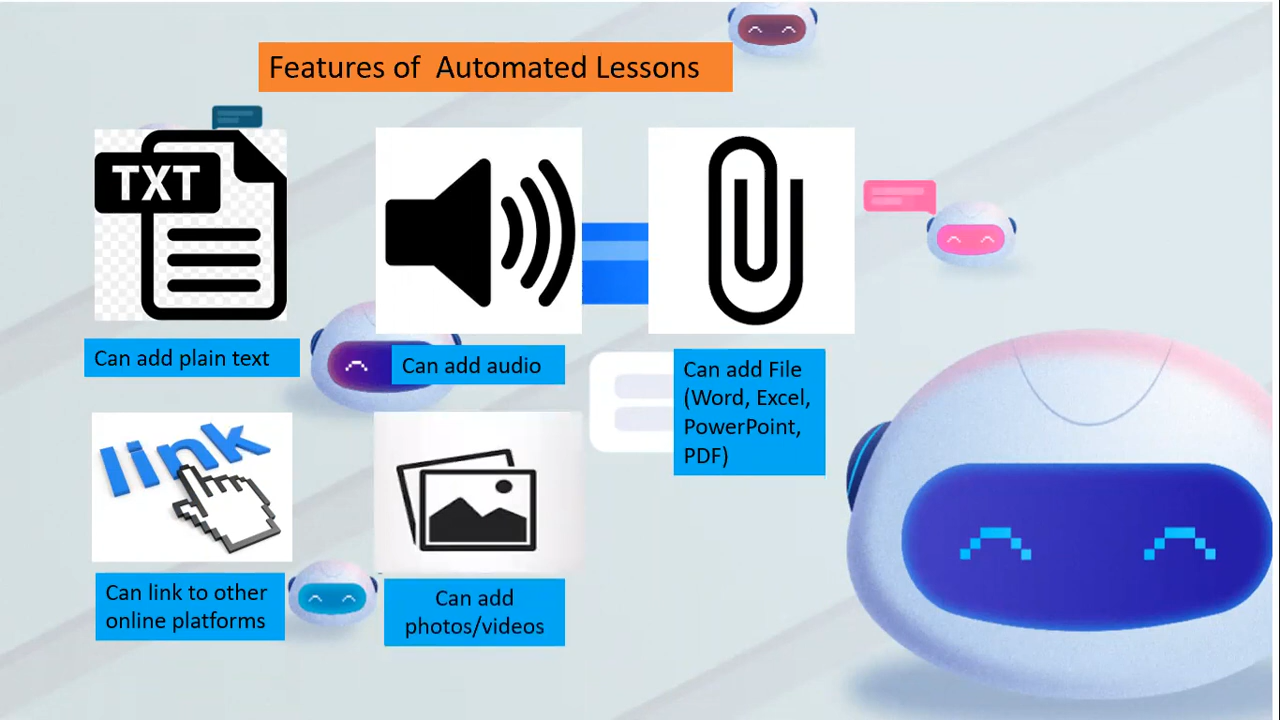 Features of Automated Lessons
TXT
Can add plain text
Can add audio
Can add File
(Word, Excel,
PowerPoint,
PDF)
link
Can link to other
online platforms
Can add
photos/videos